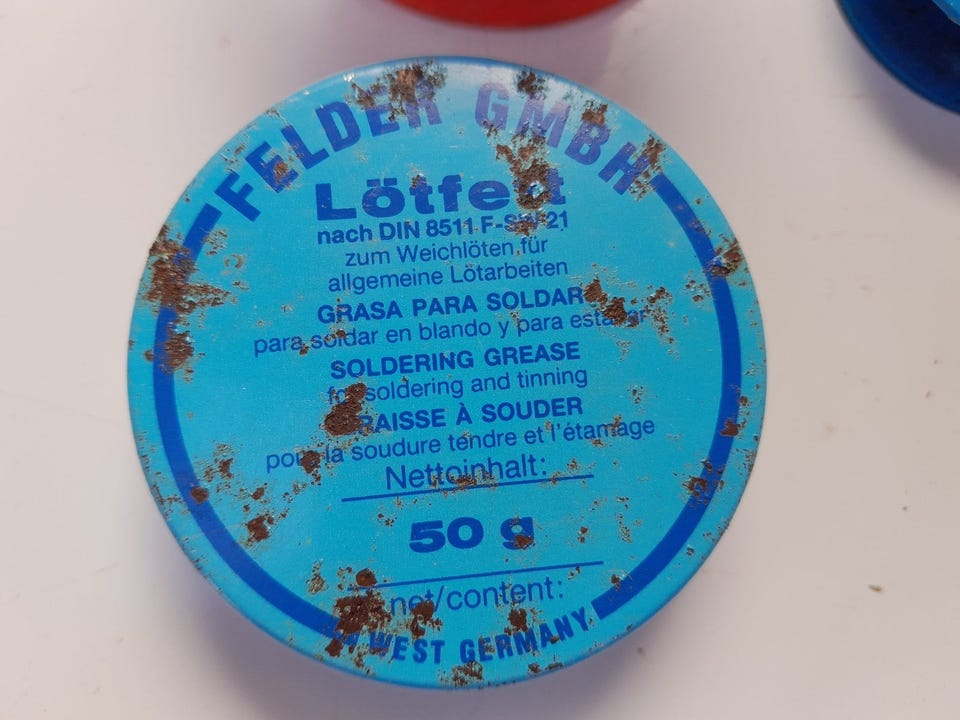 FELDER GMBH
Lötfett
nach DIN 8511 F-SW 21
zum Weichlöten für
allgemeine Lötarbeiten
GRASA PARA SOLDAR
para soldar en blando y para estañar
SOLDERING GREASE
for soldering and tinning
GRAISSE À SOUDER
pour la soudure tendre et l'étamage
Nettoinhalt:
50 g
net/content:
WEST GERMANY